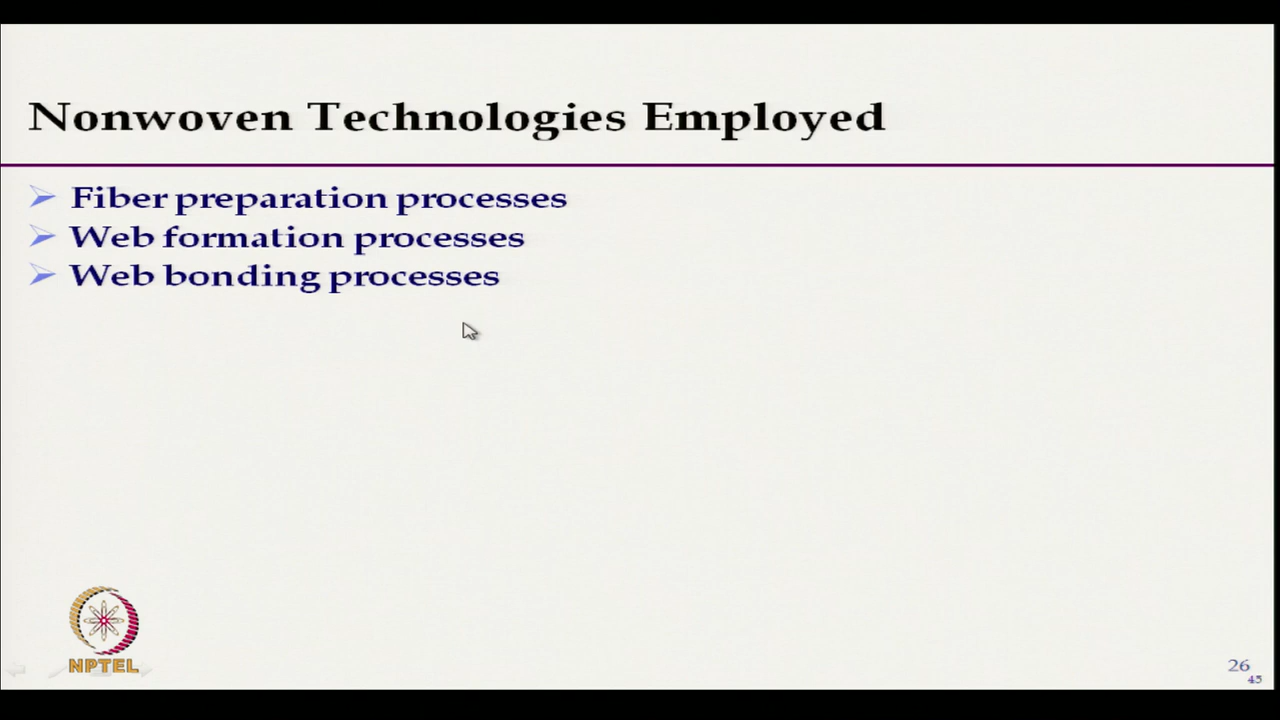 Nonwoven Technologies Employed
Fiber preparation processes
Web formation processes
Web bonding processes
NPTEL
26
45